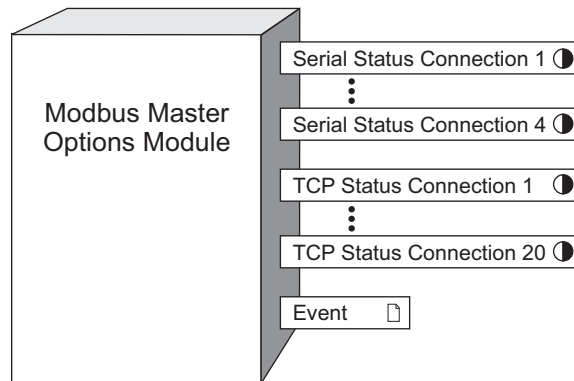 Modbus Master
Options Module
Serial Status Connection 1
Serial Status Connection 4
TCP Status Connection 1
TCP Status Connection 20
Event